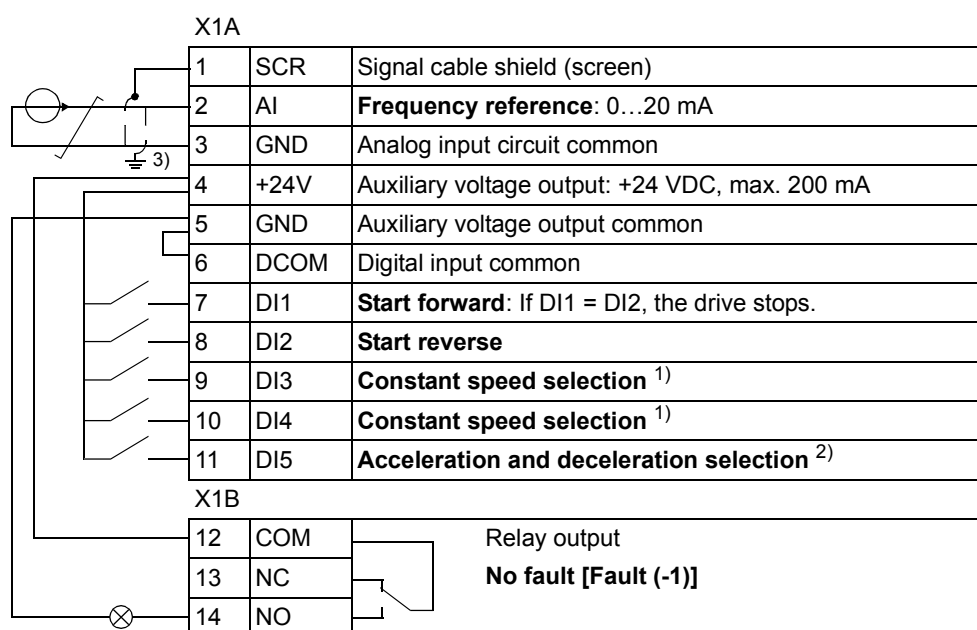 X1A
1 SCR Signal cable shield (screen)
2 AI Frequency reference: 0…20 mA
3 GND Analog input circuit common
3)
4 +24V Auxiliary voltage output: +24 VDC, max. 200 mA
5 GND Auxiliary voltage output common
6 DCOM Digital input common
7 DI1 Start forward: If DI1 = DI2, the drive stops.
8 DI2 Start reverse
9 DI3 Constant speed selection 1)
10 DI4 Constant speed selection 1)
11 DI5 Acceleration and deceleration selection 2)
X1B
12 COM Relay output
13 NC No fault [Fault (-1)]
14 NO